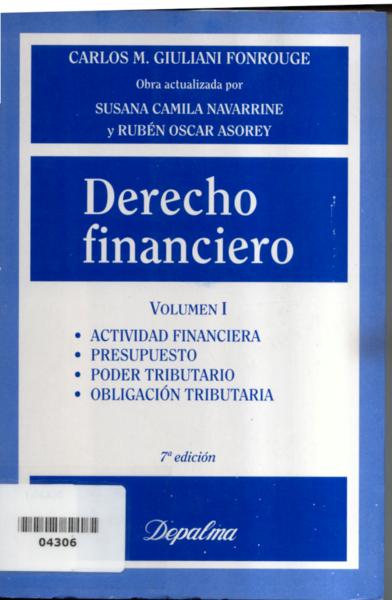 CARLOS M. GIULIANI FONROUGE
Obra actualizada por
SUSANA CAMILA NAVARRINE
y RUBÉN OSCAR ASOREY
Derecho
financiero
VOLUMEN I
• ACTIVIDAD FINANCIERA
• PRESUPUESTO
• PODER TRIBUTARIO
• OBLIGACIÓN TRIBUTARIA
7ª edición
04306
Depalma